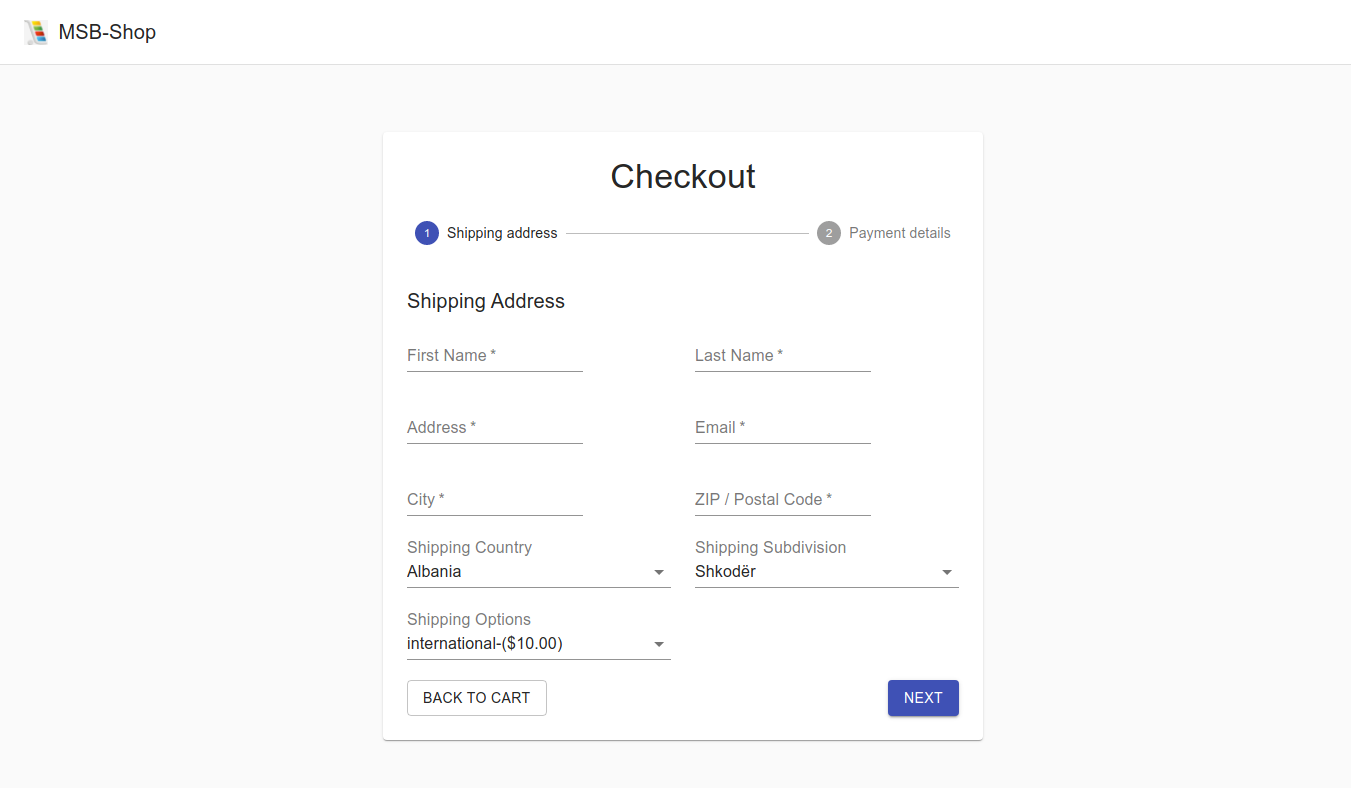 MSB-Shop
Checkout
1 Shipping address 2 Payment details
Shipping Address
First Name * Last Name *
Address * Email *
City * ZIP / Postal Code *
Shipping Country Shipping Subdivision
Albania Shkodër
Shipping Options
international-($10.00)
BACK TO CART NEXT